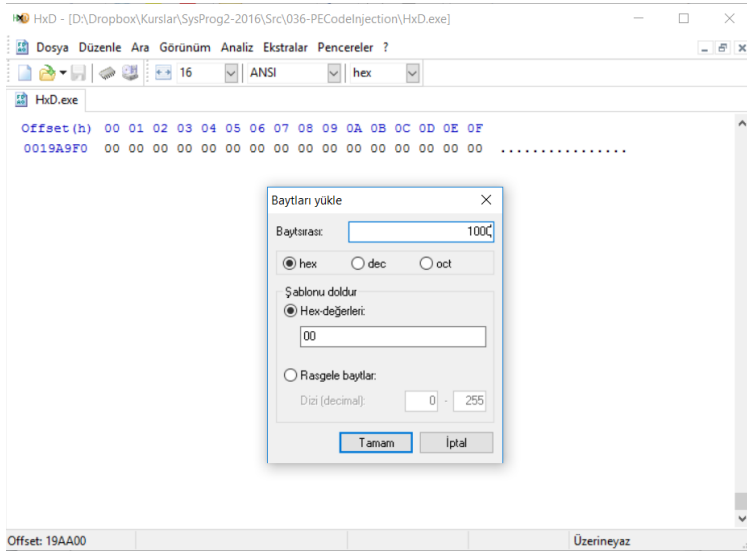 HxD - [D:\Dropbox\Kurslar\SysProg2-2016\Src\036-PECodeInjection\HxD.exe]
Dosya Düzenle Ara Görünüm Analiz Ekstralar Pencereler ?
16 ANSI hex
HxD.exe
Offset(h) 00 01 02 03 04 05 06 07 08 09 0A 0B 0C 0D 0E 0F
0019A9F0 00 00 00 00 00 00 00 00 00 00 00 00 00 00 00 00 ................
Baytları yükle
Baytsırası: 1000
hex dec oct
Şablonu doldur
Hex-değerleri:
00
Rasgele baytlar:
Dizi (decimal): 0 - 255
Tamam İptal
Offset: 19AA00 Üzerineyaz